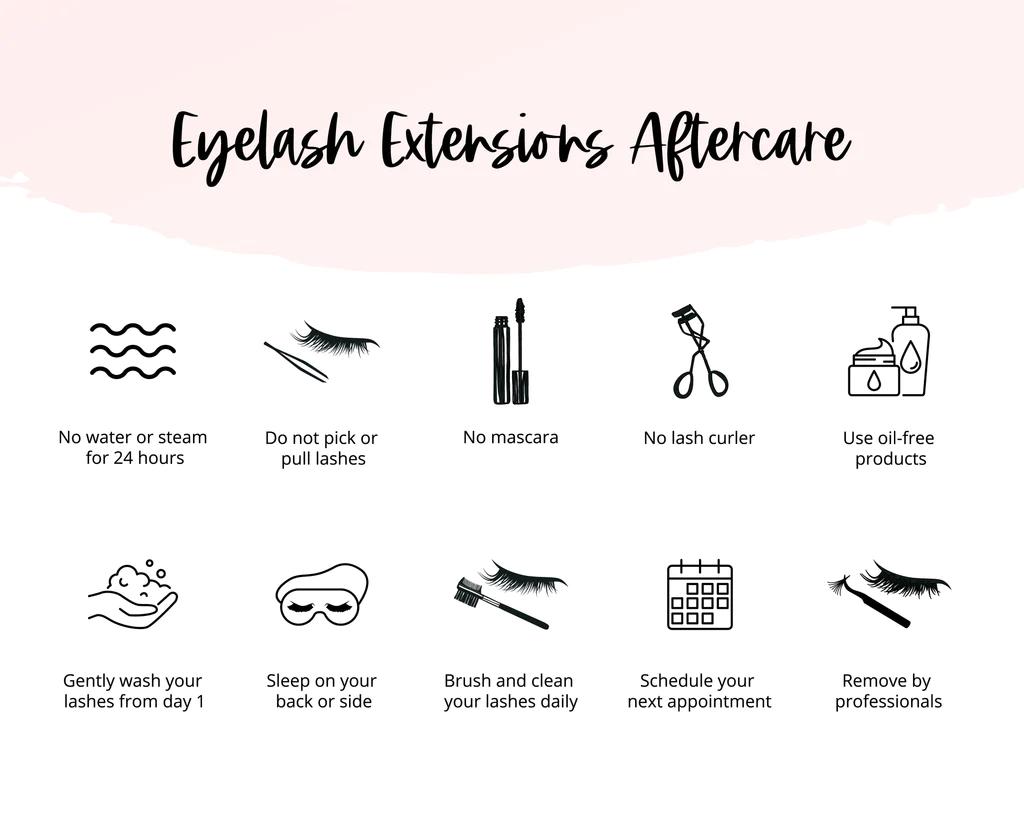 Eyelash Extensions Aftercare
No water or steam
for 24 hours
Do not pick or
pull lashes
No mascara
No lash curler
Use oil-free
products
Gently wash your
lashes from day 1
Sleep on your
back or side
Brush and clean
your lashes daily
Schedule your
next appointment
Remove by
professionals